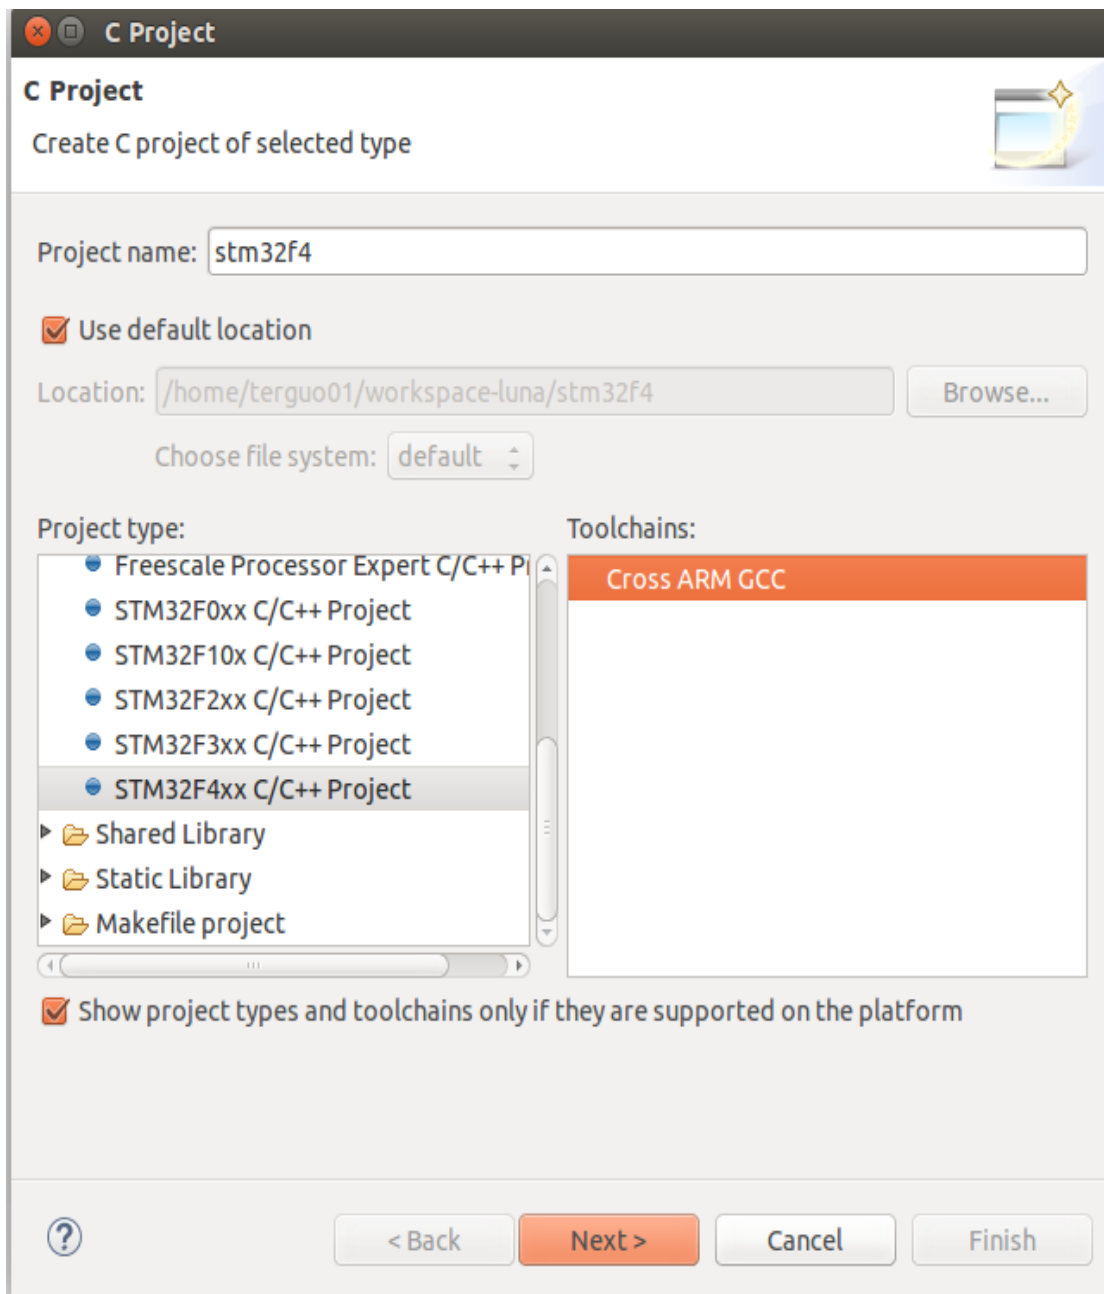 C Project
C Project
Create C project of selected type
Project name: stm32f4
Use default location
Location: /home/terguo01/workspace-luna/stm32f4 Browse...
Choose file system: default
Project type: Toolchains:
Freescale Processor Expert C/C++ Pr
Cross ARM GCC
STM32F0xx C/C++ Project
STM32F10x C/C++ Project
STM32F2xx C/C++ Project
STM32F3xx C/C++ Project
STM32F4xx C/C++ Project
Shared Library
Static Library
Makefile project
Show project types and toolchains only if they are supported on the platform
? < Back Next > Cancel Finish